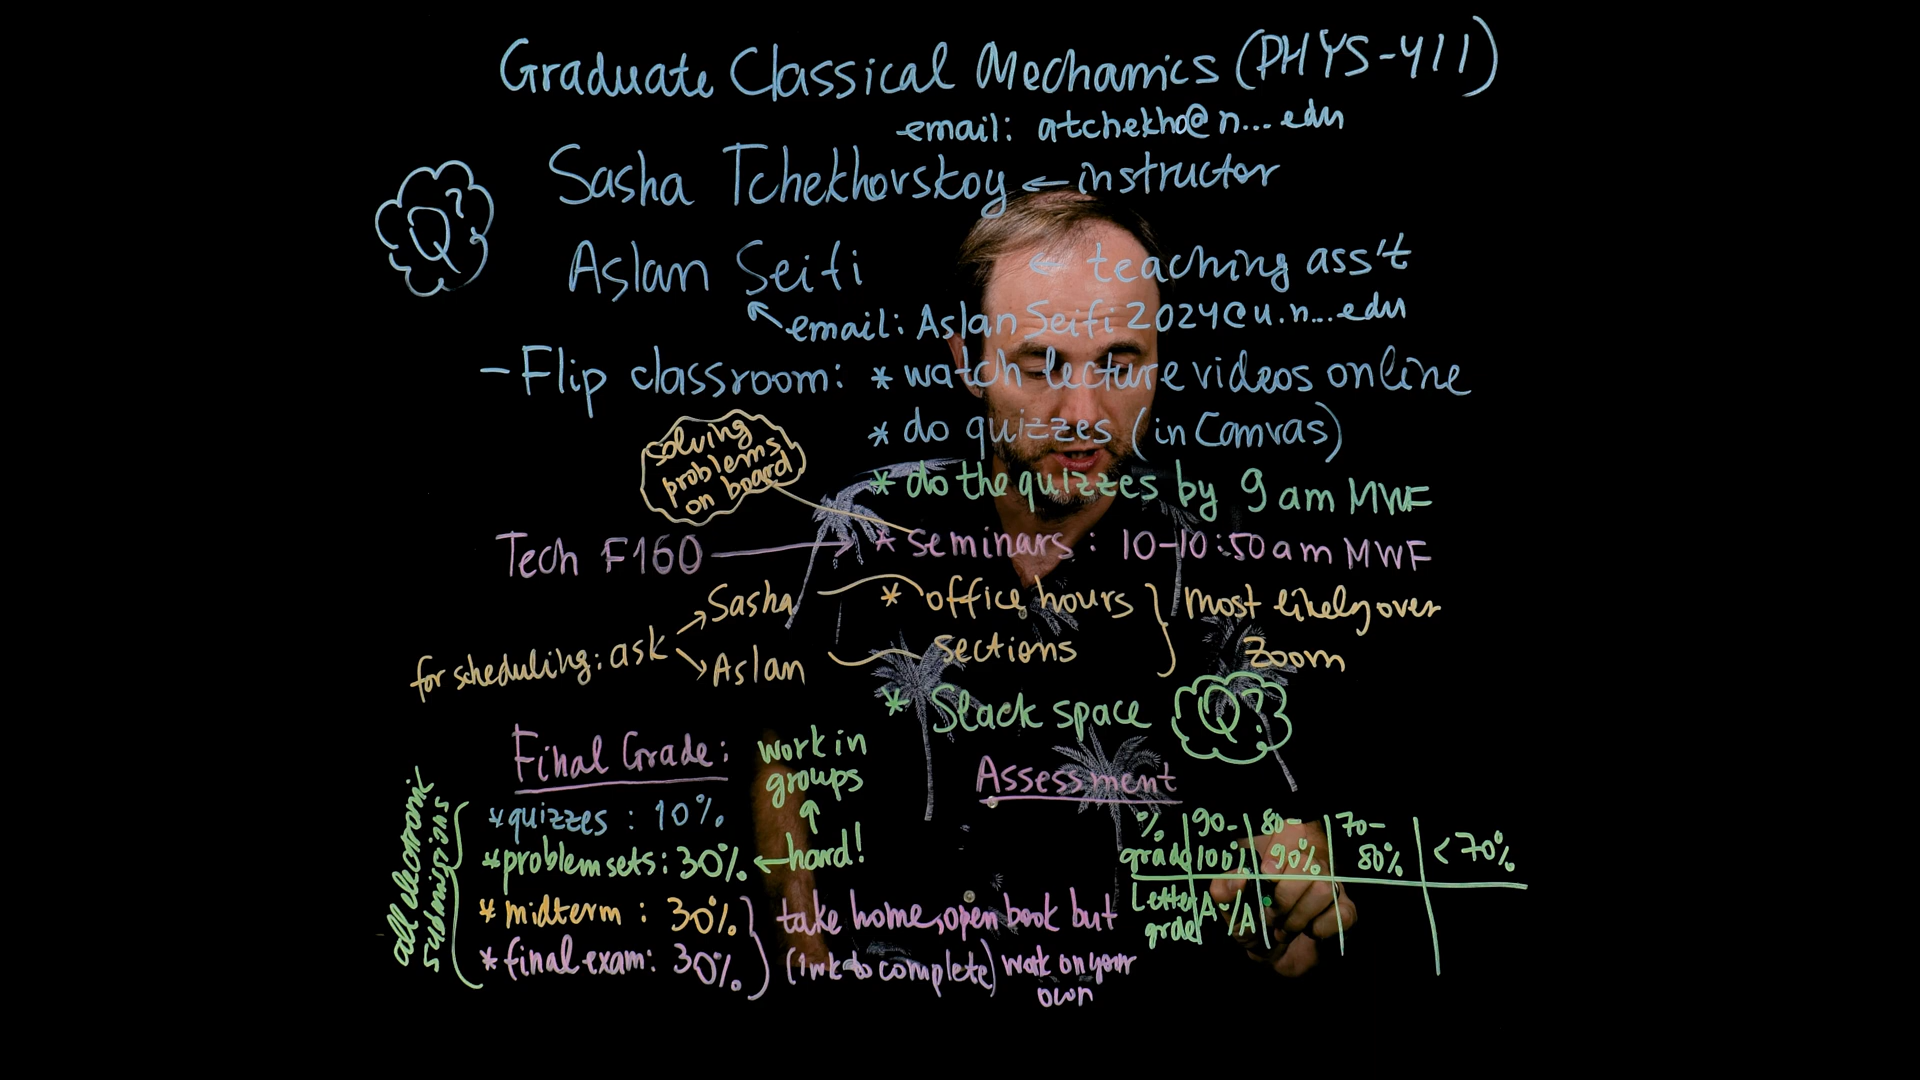 Graduate Classical Mechanics (PHYS-411)
email: atchekho@n...edu
Sasha Tchekhovskoy ← instructor
Q?
Aslan Seifi ← teaching ass't
email: AslanSeifi2024@u.n...edu
- Flip classroom: * watch lecture videos online
* do quizzes (in Canvas)
solving
problems
on board
* do the quizzes by 9am MWF
Tech F160 → * seminars: 10-10:50am MWF
for scheduling: ask
Sasha
Aslan
* office hours
sections
most likely over
Zoom
* Slack space Q?
Final Grade:
all electronic
submissions
* quizzes: 10%
* problem sets: 30% ← hard!
work in
groups
* midterm: 30%
* final exam: 30%
take home, open book but
(1wk to complete) work on your
own
Assessment
% grade | 90-100% | 80-90% | 70-80% | <70%
Letter grade | A-/A